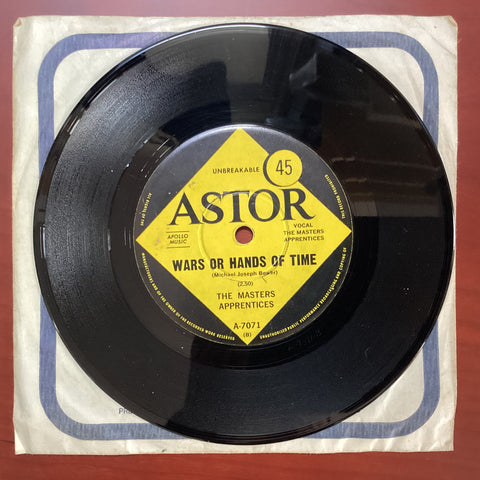 UNBREAKABLE
45
ASTOR
APOLLO
MUSIC
VOCAL
THE MASTERS
APPRENTICES
WARS OR HANDS OF TIME
(Michael Joseph Bower)
(2.50)
THE MASTERS
APPRENTICES
A-7071
(B)